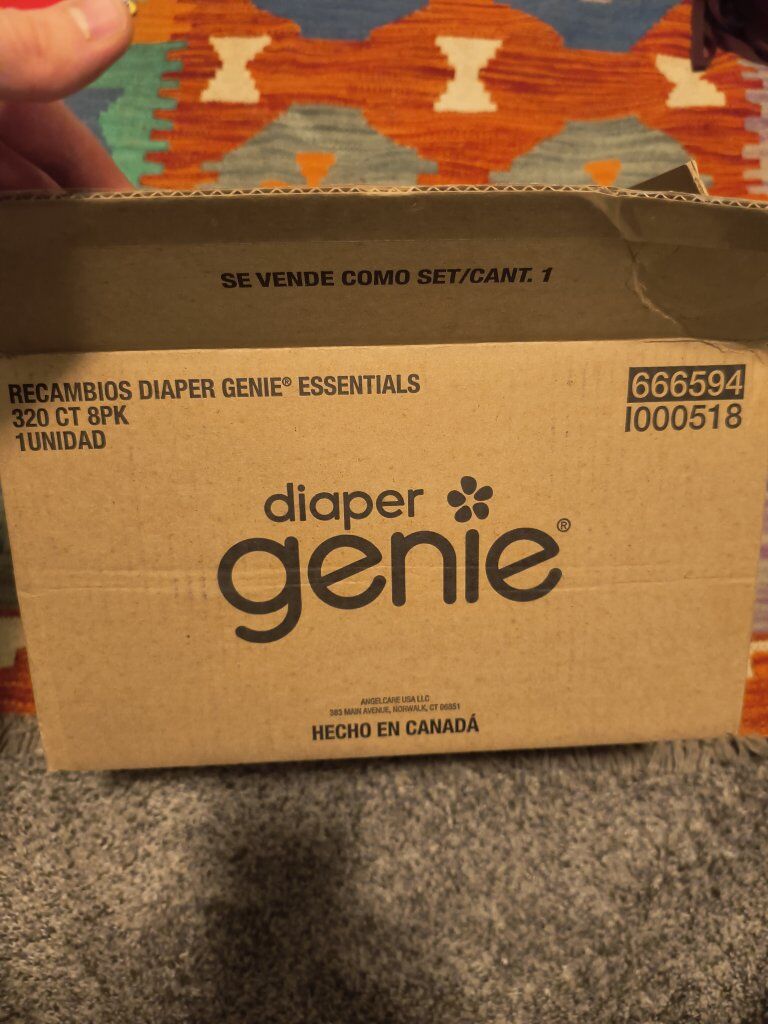 SE VENDE COMO SET/CANT. 1
RECAMBIOS DIAPER GENIE® ESSENTIALS
320 CT 8PK
1UNIDAD
666594
I000518
diaper
genie®
ANGELCARE USA LLC
383 MAIN AVENUE, NORWALK, CT 06851
HECHO EN CANADÁ